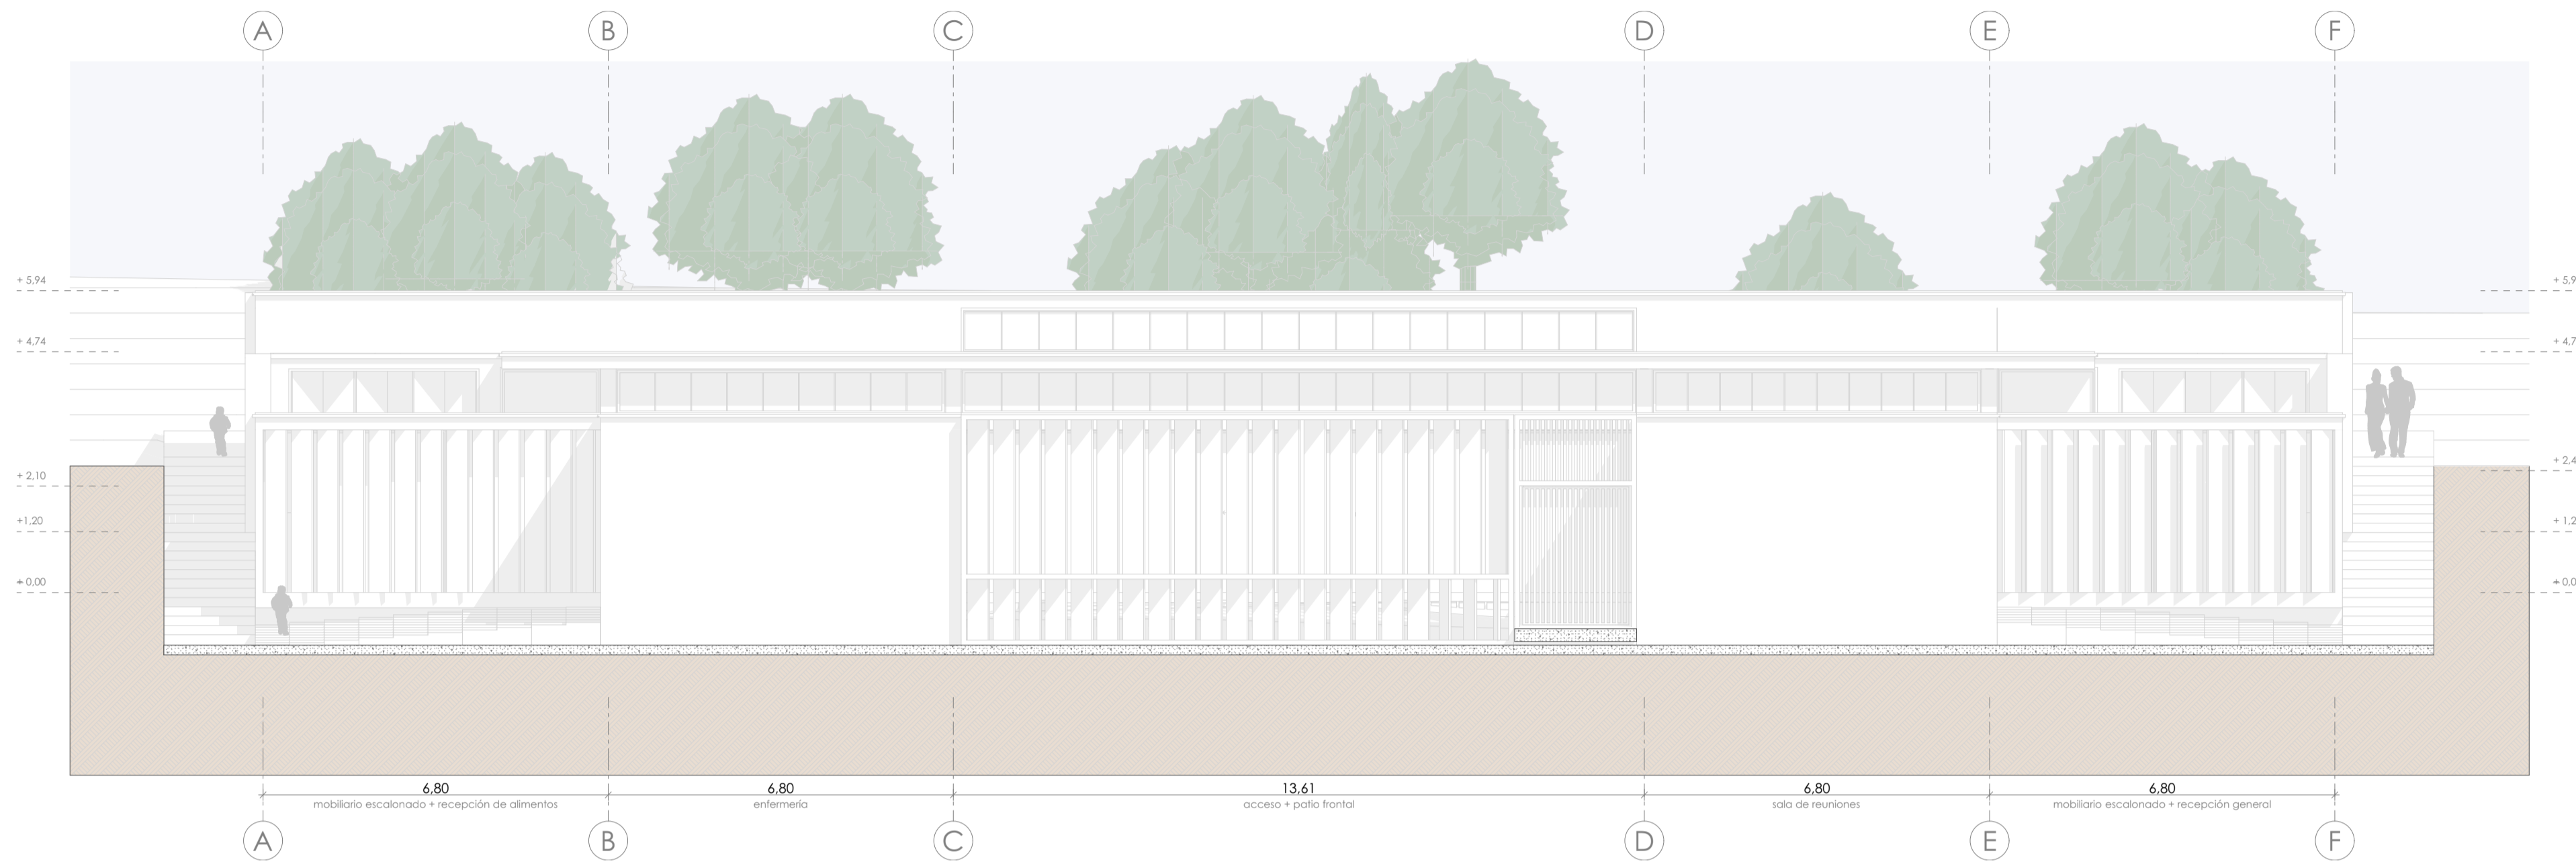 A B C D E F
+ 5,94 + 5,9
+ 4,74 + 4,7
+ 2,10 + 2,4
+1,20 + 1,2
+ 0,00 + 0,0
6,80 6,80 13,61 6,80 6,80
mobiliario escalonado + recepción de alimentos enfermería acceso + patio frontal sala de reuniones mobiliario escalonado + recepción general
A B C D E F